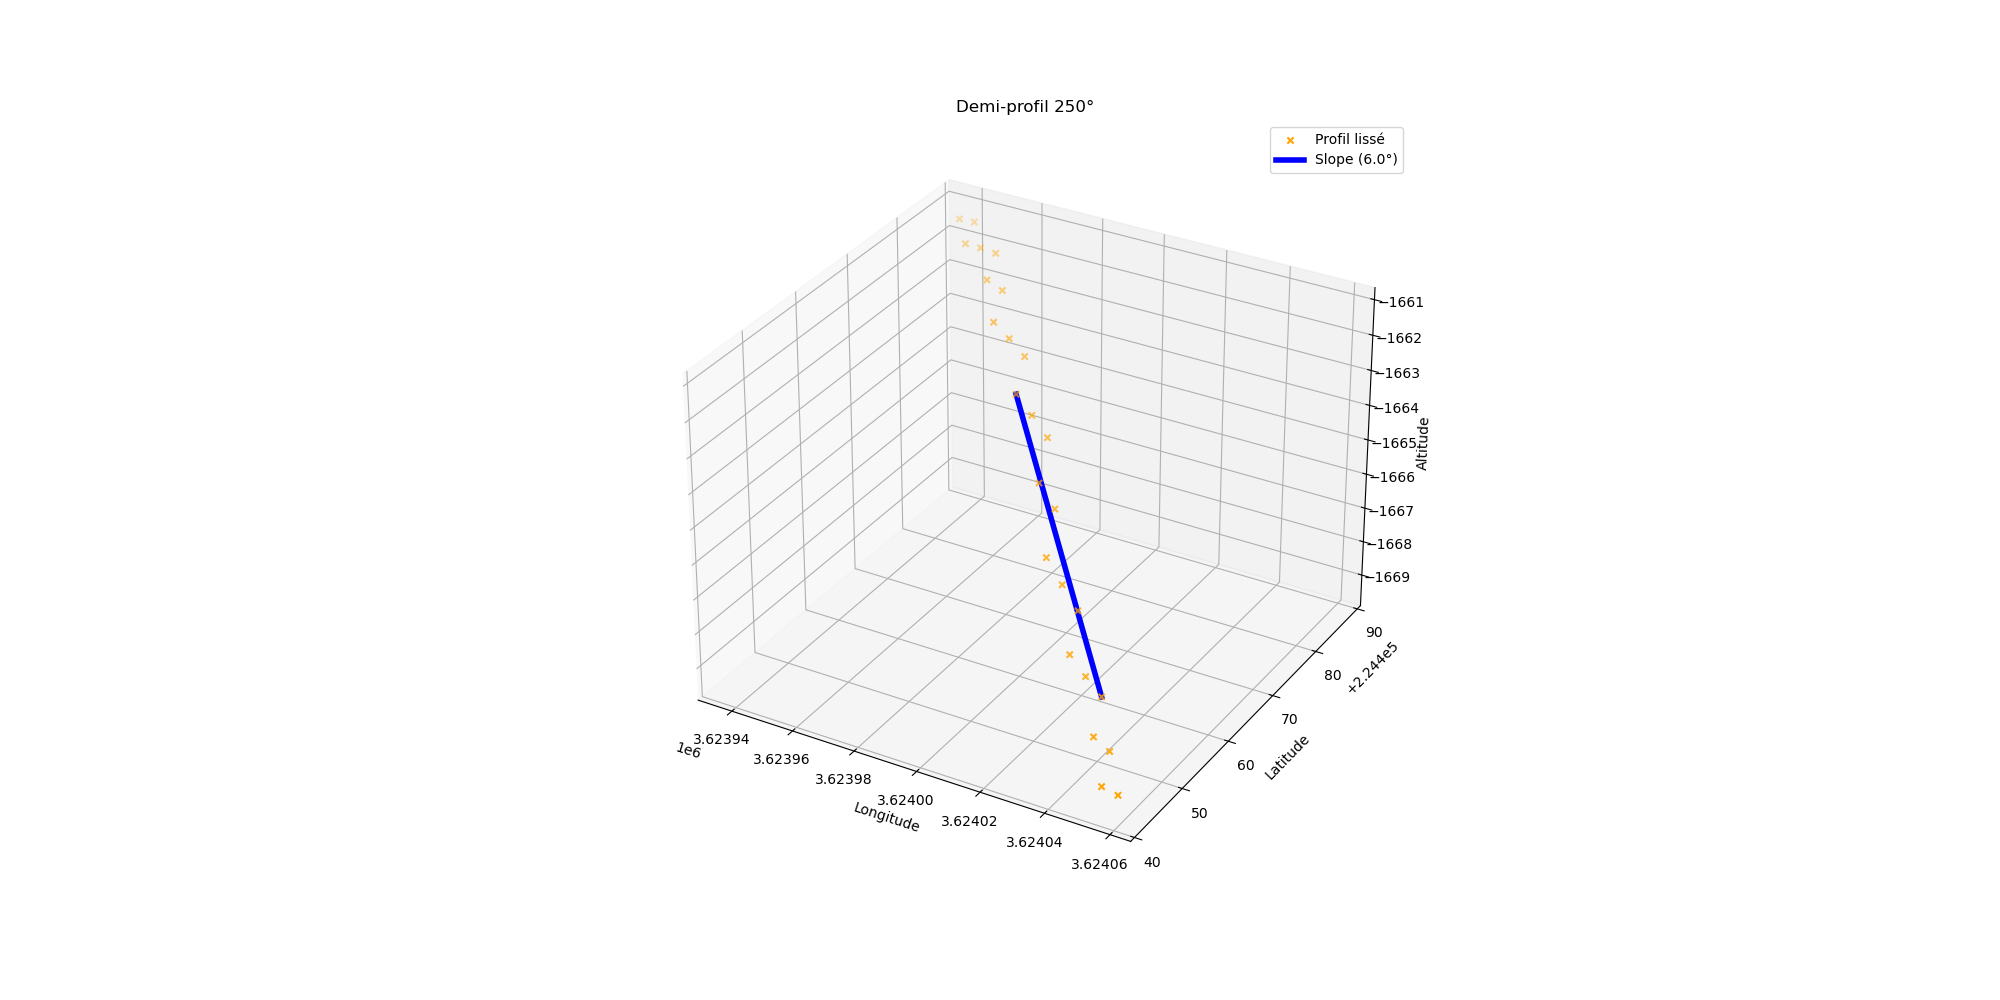 Demi-profil 250°
Profil lissé
Slope (6.0°)
−1661
−1662
−1663
−1664
−1665
−1666
−1667
−1668
−1669
Altitude
90
80
70
60
50
40
+2.244e5
Latitude
3.62394
3.62396
3.62398
3.62400
3.62402
3.62404
3.62406
1e6
Longitude